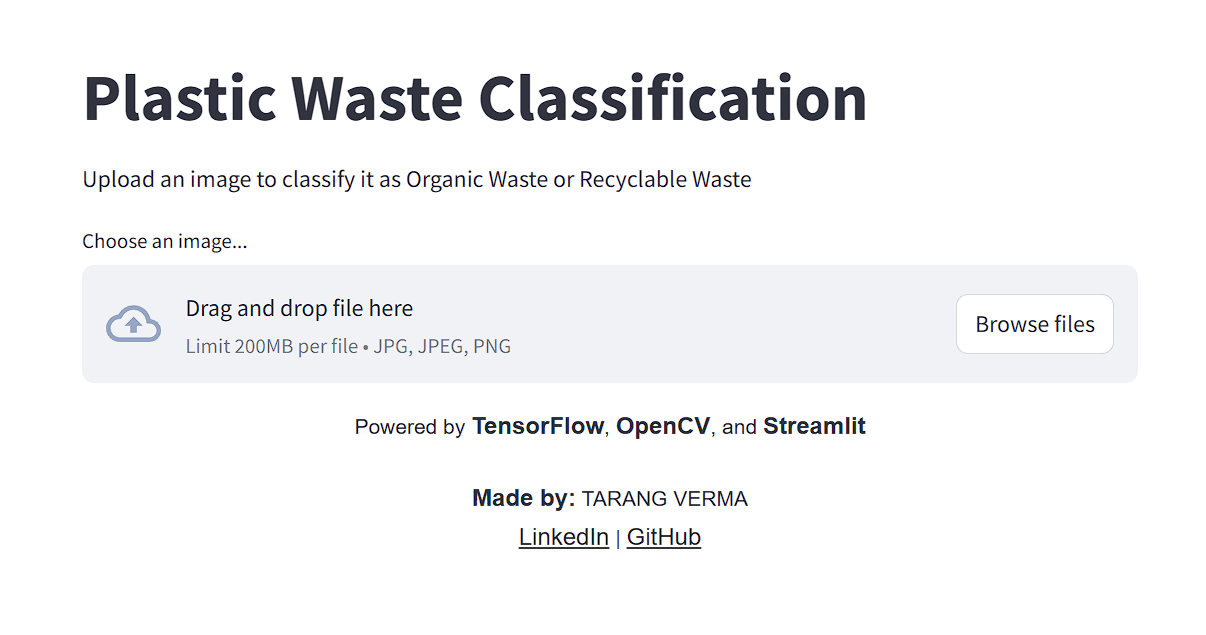 Plastic Waste Classification
Upload an image to classify it as Organic Waste or Recyclable Waste
Choose an image...
Drag and drop file here
Limit 200MB per file • JPG, JPEG, PNG
Browse files
Powered by TensorFlow, OpenCV, and Streamlit
Made by: TARANG VERMA
LinkedIn | GitHub